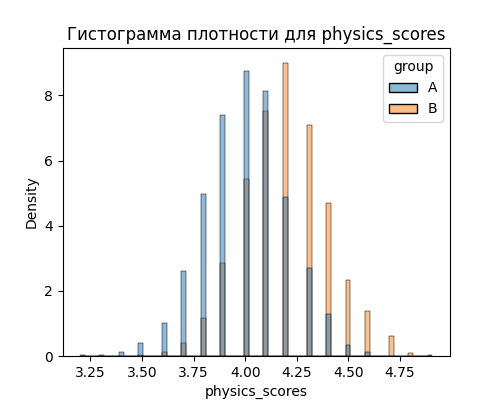 Гистограмма плотности для physics_scores
group
A
B
Density
8
6
4
2
0
3.25 3.50 3.75 4.00 4.25 4.50 4.75
physics_scores